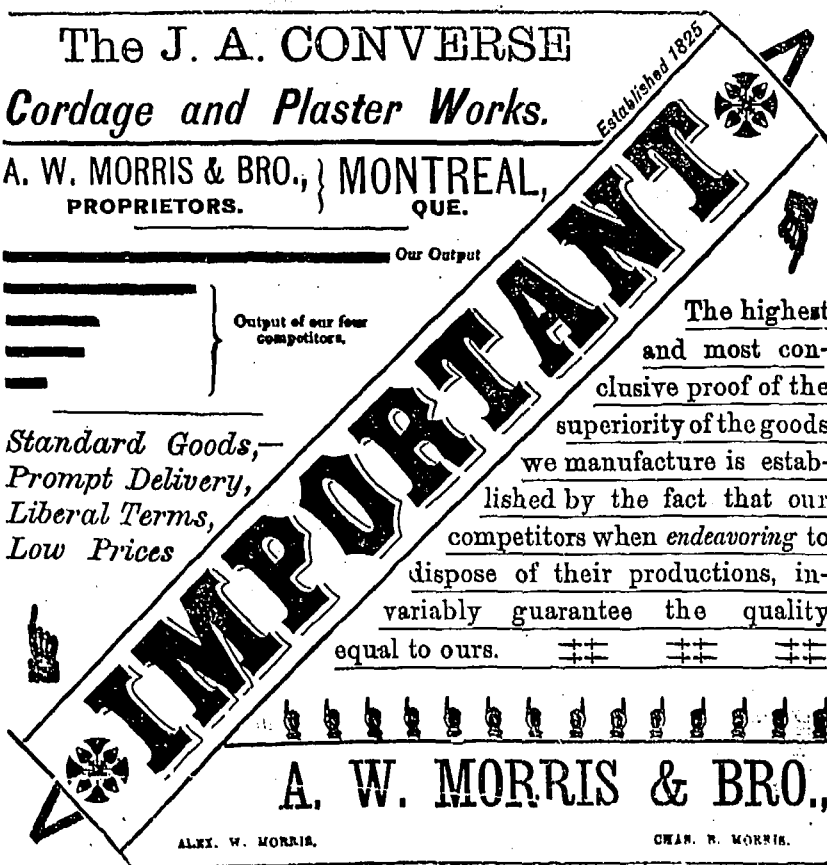 The J. A. CONVERSE
Cordage and Plaster Works.
Established 1825
A. W. MORRIS & BRO., } MONTREAL,
PROPRIETORS. QUE.
Our Output
Output of our four
competitors.
Standard Goods,—
Prompt Delivery,
Liberal Terms,
Low Prices
IMPORTANT
The highest
and most con-
clusive proof of the
superiority of the goods
we manufacture is estab-
lished by the fact that our
competitors when endeavoring to
dispose of their productions, in-
variably guarantee the quality
equal to ours.
A. W. MORRIS & BRO.,
ALEX. W. MORRIS.
CHAS. B. MORRIS.